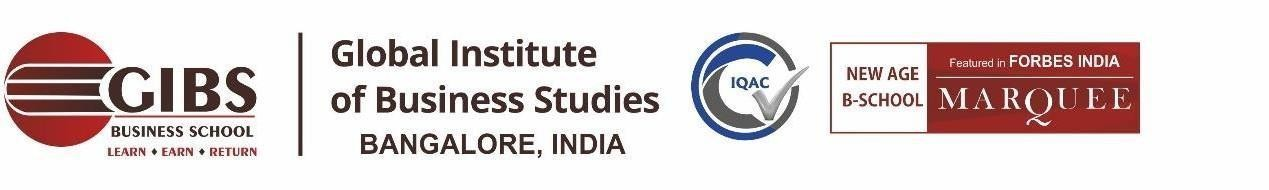 GIBS
BUSINESS SCHOOL
LEARN ♦ EARN ♦ RETURN
Global Institute
of Business Studies
BANGALORE, INDIA
IQAC
NEW AGE
B-SCHOOL
Featured in FORBES INDIA
MARQUEE